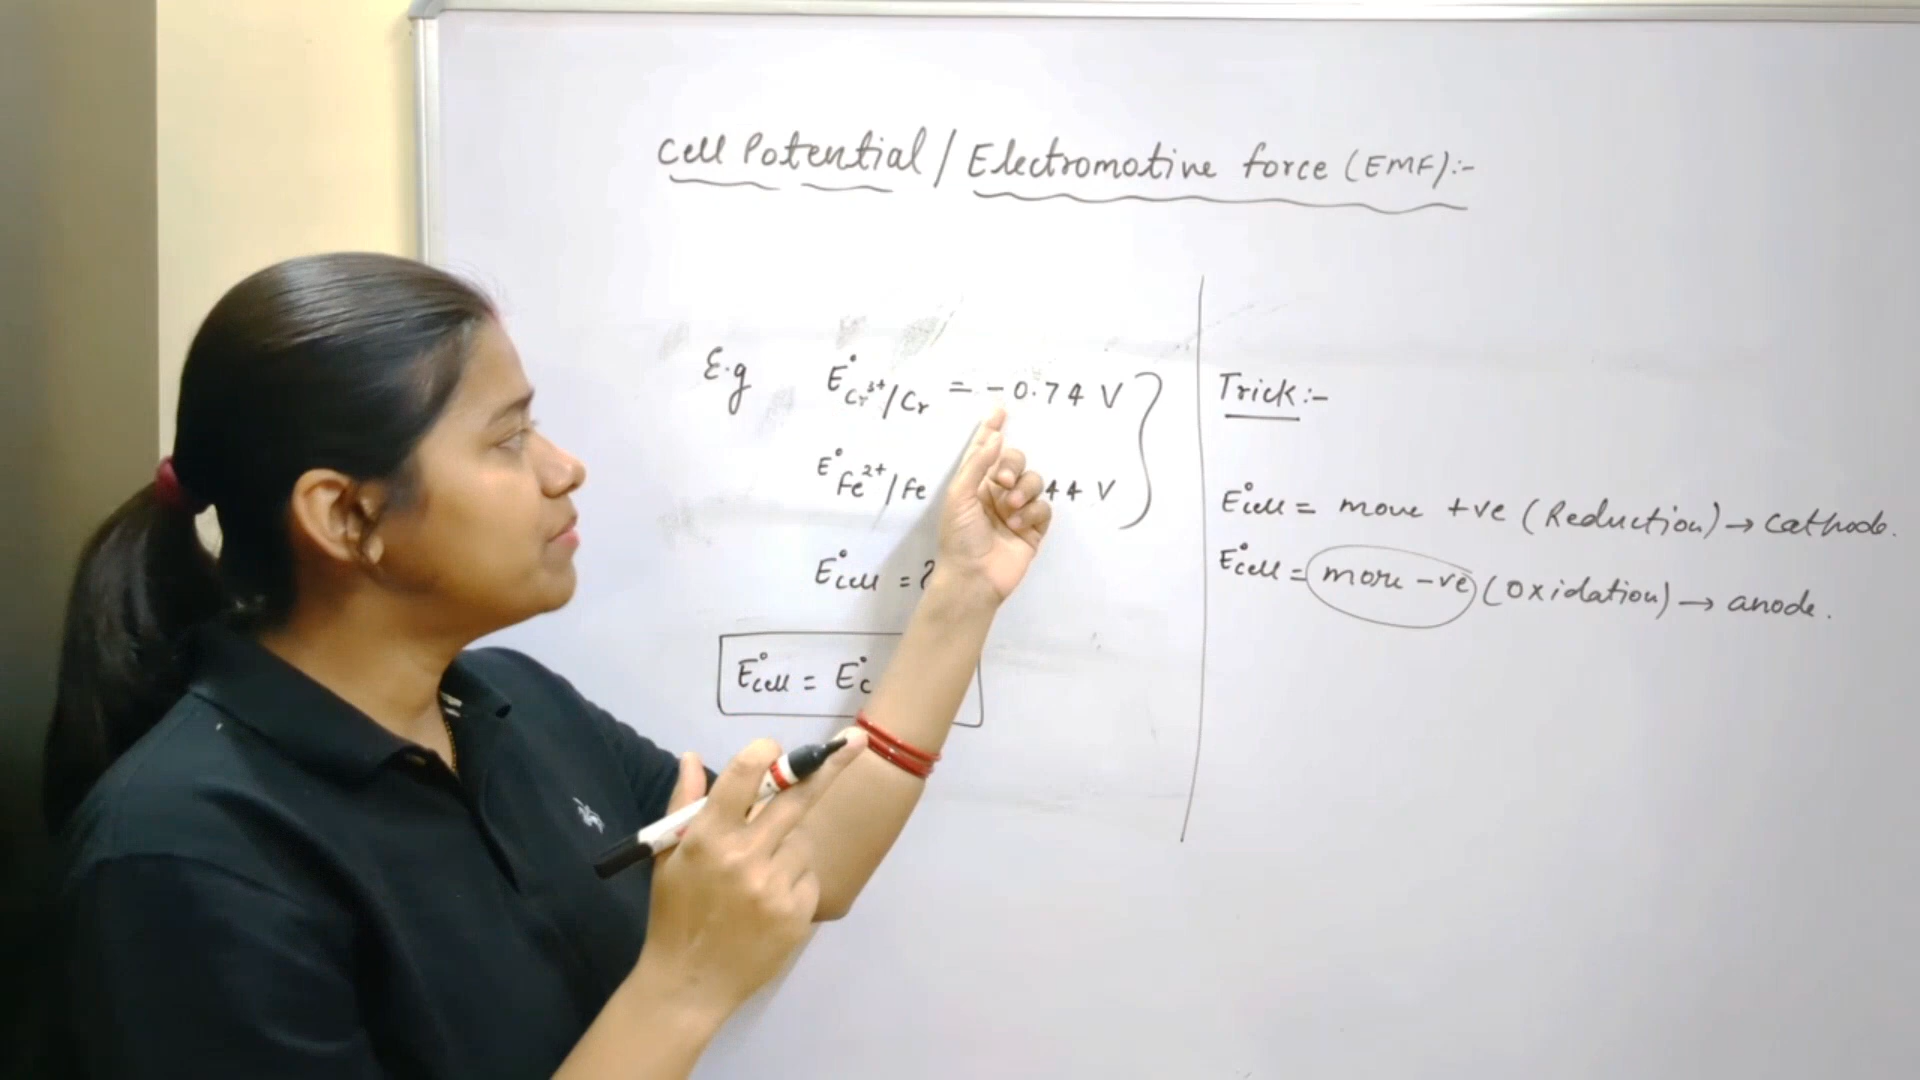 Cell Potential / Electromotive force (EMF):-
E.g E°Cr³⁺/Cr = -0.74 V
E°Fe²⁺/Fe 44 V
E°cell = ?
E°cell = E°c
Trick:-
E°cell = more +ve (Reduction) → cathode.
E°cell = more -ve (oxidation) → anode.